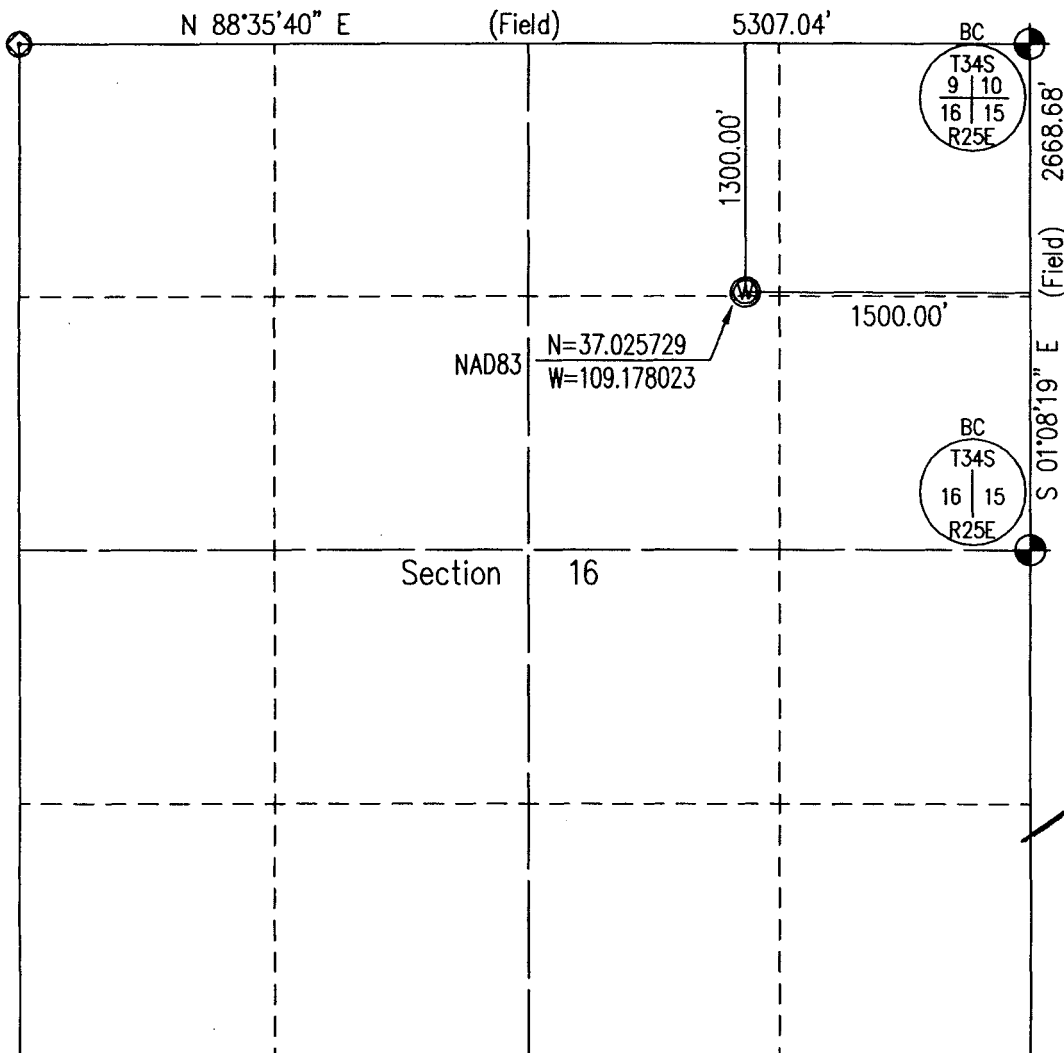 N 88°35'40" E (Field) 5307.04'
BC
T34S
9 | 10
16 | 15
R25E
2668.68'
(Field)
S 01°08'19" E
1300.00'
W
1500.00'
NAD83
N=37.025729
W=109.178023
BC
T34S
16 | 15
R25E
Section 16